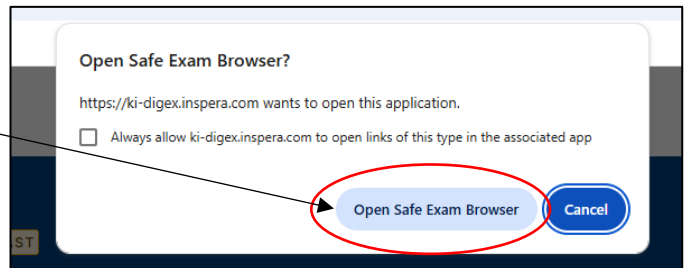 Open Safe Exam Browser?
https://ki-digex.inspera.com wants to open this application.
Always allow ki-digex.inspera.com to open links of this type in the associated app
Open Safe Exam Browser Cancel
ST